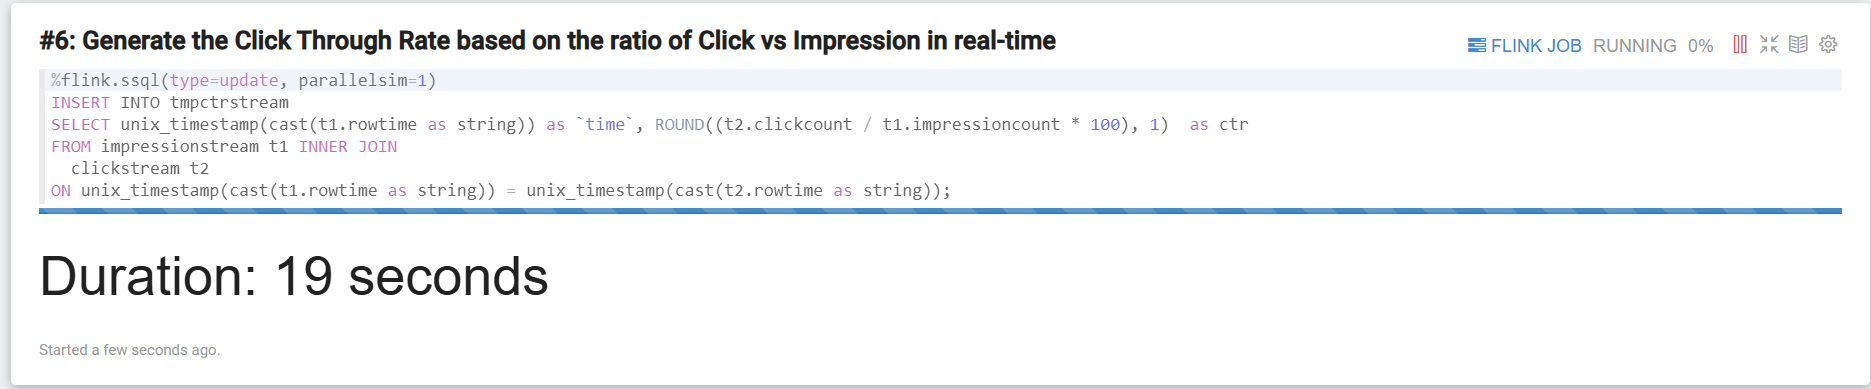 #6: Generate the Click Through Rate based on the ratio of Click vs Impression in real-time
FLINK JOB RUNNING 0%
%flink.ssql(type=update, parallelsim=1)
INSERT INTO tmpctrstream
SELECT unix_timestamp(cast(t1.rowtime as string)) as `time`, ROUND((t2.clickcount / t1.impressioncount * 100), 1)  as ctr
FROM impressionstream t1 INNER JOIN
  clickstream t2
ON unix_timestamp(cast(t1.rowtime as string)) = unix_timestamp(cast(t2.rowtime as string));
Duration: 19 seconds
Started a few seconds ago.